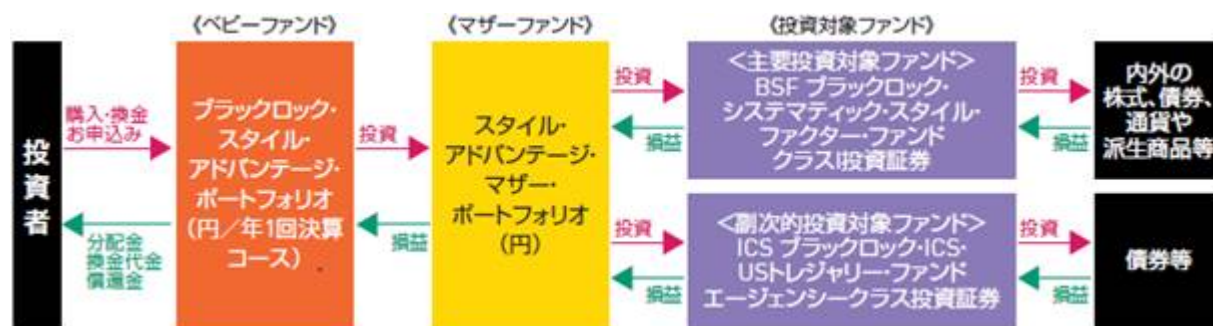 《ベビーファンド》
《マザーファンド》
《投資対象ファンド》
投資者
購入・換金
お申込み
分配金
換金代金
償還金
ブラックロック・
スタイル・
アドバンテージ・
ポートフォリオ
(円/年1回決算
コース)
投資
損益
スタイル・
アドバンテージ・
マザー・
ポートフォリオ
(円)
投資
損益
<主要投資対象ファンド>
BSF ブラックロック・
システマティック・スタイル・
ファクター・ファンド
クラスI投資証券
投資
損益
内外の
株式、債券、
通貨や
派生商品等
投資
損益
<副次的投資対象ファンド>
ICS ブラックロック・ICS・
USトレジャリー・ファンド
エージェンシークラス投資証券
投資
損益
債券等